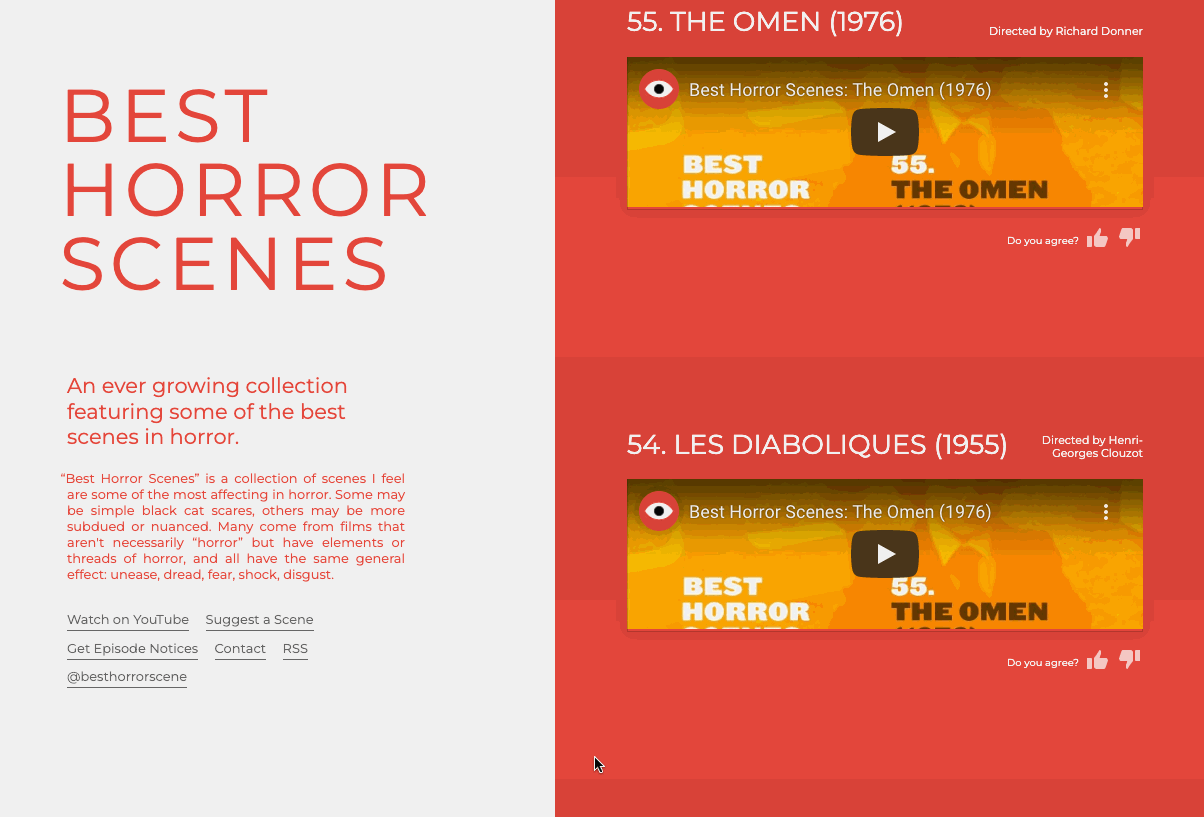 BEST
HORROR
SCENES
An ever growing collection
featuring some of the best
scenes in horror.
“Best Horror Scenes” is a collection of scenes I feel
are some of the most affecting in horror. Some may
be simple black cat scares, others may be more
subdued or nuanced. Many come from films that
aren't necessarily “horror” but have elements or
threads of horror, and all have the same general
effect: unease, dread, fear, shock, disgust.
Watch on YouTube Suggest a Scene
Get Episode Notices Contact RSS
@besthorrorscene
55. THE OMEN (1976)
Directed by Richard Donner
Best Horror Scenes: The Omen (1976)
BEST
HORROR
SCENES
55.
THE OMEN
(1976)
Do you agree?
54. LES DIABOLIQUES (1955)
Directed by Henri-
Georges Clouzot
Best Horror Scenes: The Omen (1976)
BEST
HORROR
SCENES
55.
THE OMEN
(1976)
Do you agree?